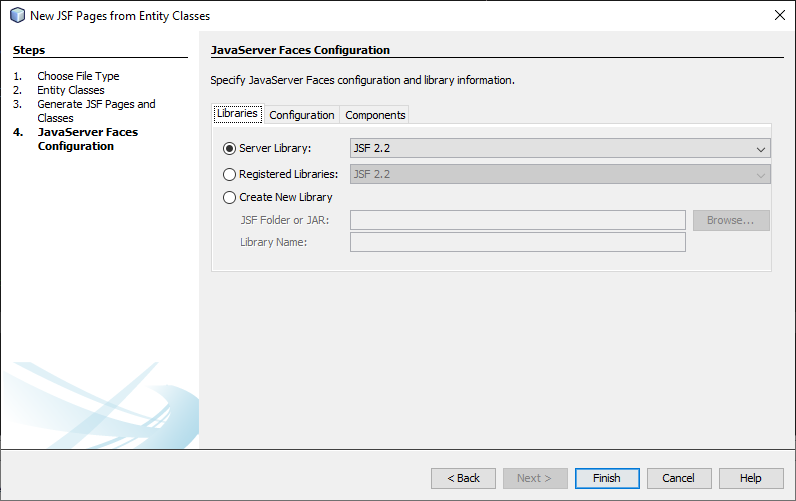 New JSF Pages from Entity Classes
Steps
1. Choose File Type
2. Entity Classes
3. Generate JSF Pages and
Classes
4. JavaServer Faces
Configuration
JavaServer Faces Configuration
Specify JavaServer Faces configuration and library information.
Libraries Configuration Components
Server Library: JSF 2.2
Registered Libraries: JSF 2.2
Create New Library
JSF Folder or JAR: Browse...
Library Name:
< Back Next > Finish Cancel Help